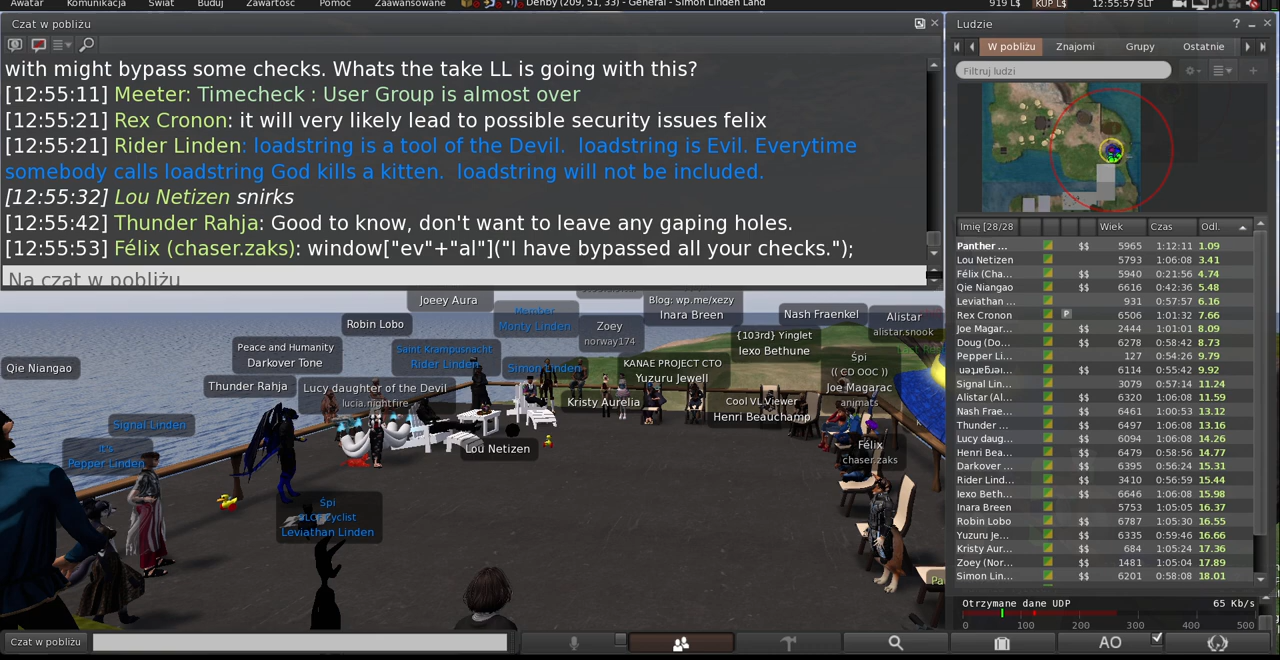 Awatar Komunikacja Świat Buduj Zawartość Pomoc Zaawansowane Denby (209, 51, 33) - General - Simon Linden Land 919 L$ KUP L$ 12:55:57 SLT
Czat w pobliżu
with might bypass some checks. Whats the take LL is going with this?
[12:55:11] Meeter: Timecheck : User Group is almost over
[12:55:21] Rex Cronon: it will very likely lead to possible security issues felix
[12:55:21] Rider Linden: loadstring is a tool of the Devil.  loadstring is Evil. Everytime
somebody calls loadstring God kills a kitten.  loadstring will not be included.
[12:55:32] Lou Netizen snirks
[12:55:42] Thunder Rahja: Good to know, don't want to leave any gaping holes.
[12:55:53] Félix (chaser.zaks): window["ev"+"al"]("I have bypassed all your checks.");
Na czat w pobliżu
Joeey Aura
Blog: wp.me/xezy
Inara Breen
Member
Monty Linden
Robin Lobo
Zoey
norway174
Nash Fraenkel
Alistar
alistar.snook
{103rd} Yinglet
Iexo Bethune
Peace and Humanity
Darkover Tone
Saint Krampusnacht
Rider Linden
Simon Linden
KANAE PROJECT CTO
Yuzuru Jewell
Śpi
(( CD OOC ))
Joe Magarac
animats
Qie Niangao
Thunder Rahja
Lucy daughter of the Devil
lucia.nightfire
Kristy Aurelia
Cool VL Viewer
Henri Beauchamp
Signal Linden
It's
Pepper Linden
Lou Netizen
Félix
chaser.zaks
Śpi
Leviathan Linden
Pa
Czat w pobliżu
Ludzie
? _ ×
W pobliżu Znajomi Grupy Ostatnie
Filtruj ludzi
Imię [28/28 Wiek Czas Odl.
Panther ... $$ 5965 1:12:11 1.09
Lou Netizen 5793 1:06:08 3.41
Félix (Cha... $$ 5940 0:21:56 4.74
Qie Niangao $$ 6616 0:42:36 5.48
Leviathan ... 931 0:57:57 6.16
Rex Cronon P 6506 1:01:32 7.66
Joe Magar... $$ 2444 1:01:01 8.09
Doug (Do... $$ 6278 0:58:42 8.73
Pepper Li... 127 0:54:26 9.79
$$ 6114 0:55:42 9.92
Signal Lin... 3079 0:57:14 11.24
Alistar (Al... $$ 6320 1:06:08 11.59
Nash Frae... $$ 6461 1:00:53 13.12
Thunder ... $$ 6497 1:06:08 13.16
Lucy daug... $$ 6094 1:06:08 14.26
Henri Bea... $$ 6479 0:58:56 14.77
Darkover ... $$ 6395 0:56:24 15.31
Rider Lind... $$ 3410 0:56:59 15.44
Iexo Beth... $$ 6646 1:06:08 15.98
Inara Breen 5753 1:05:05 16.37
Robin Lobo $$ 6787 1:05:30 16.55
Yuzuru Je... $$ 6335 0:59:46 16.66
Kristy Aur... $$ 684 1:05:24 17.36
Zoey (Nor... $$ 1481 1:05:04 17.89
Simon Lin... $$ 6201 0:58:08 18.01
Otrzymane dane UDP 65 Kb/s
0 100 200 300 400 500
AO